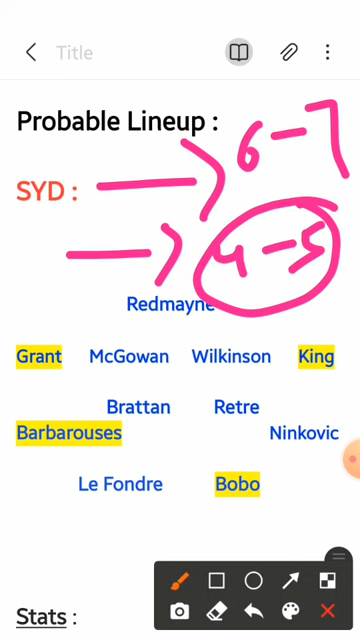 Title
Probable Lineup :
6-7
SYD :
4-5
Redmayne
Grant McGowan Wilkinson King
Brattan Retre
Barbarouses Ninkovic
Le Fondre Bobo
Stats :